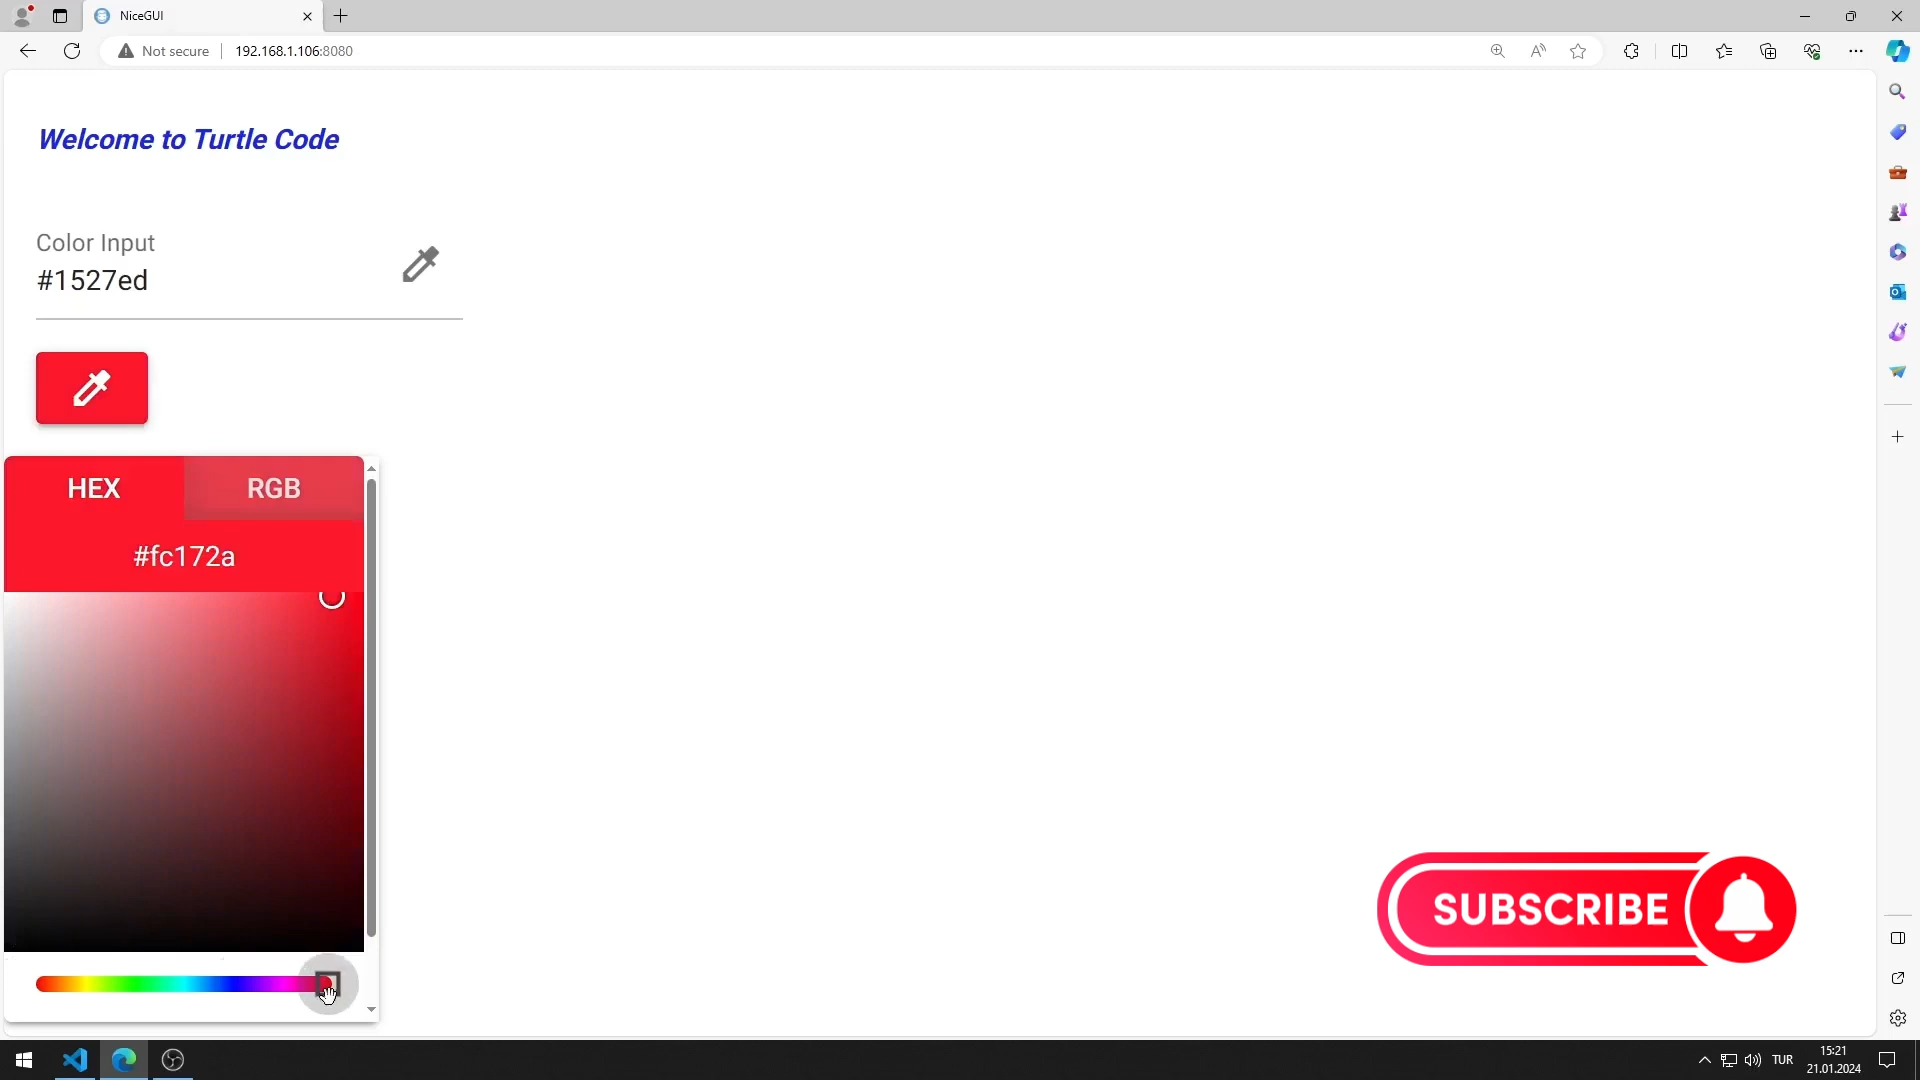 NiceGUI
Not secure
192.168.1.106:8080
Welcome to Turtle Code
Color Input
#1527ed
HEX
RGB
#fc172a
SUBSCRIBE
TUR
15:21
21.01.2024